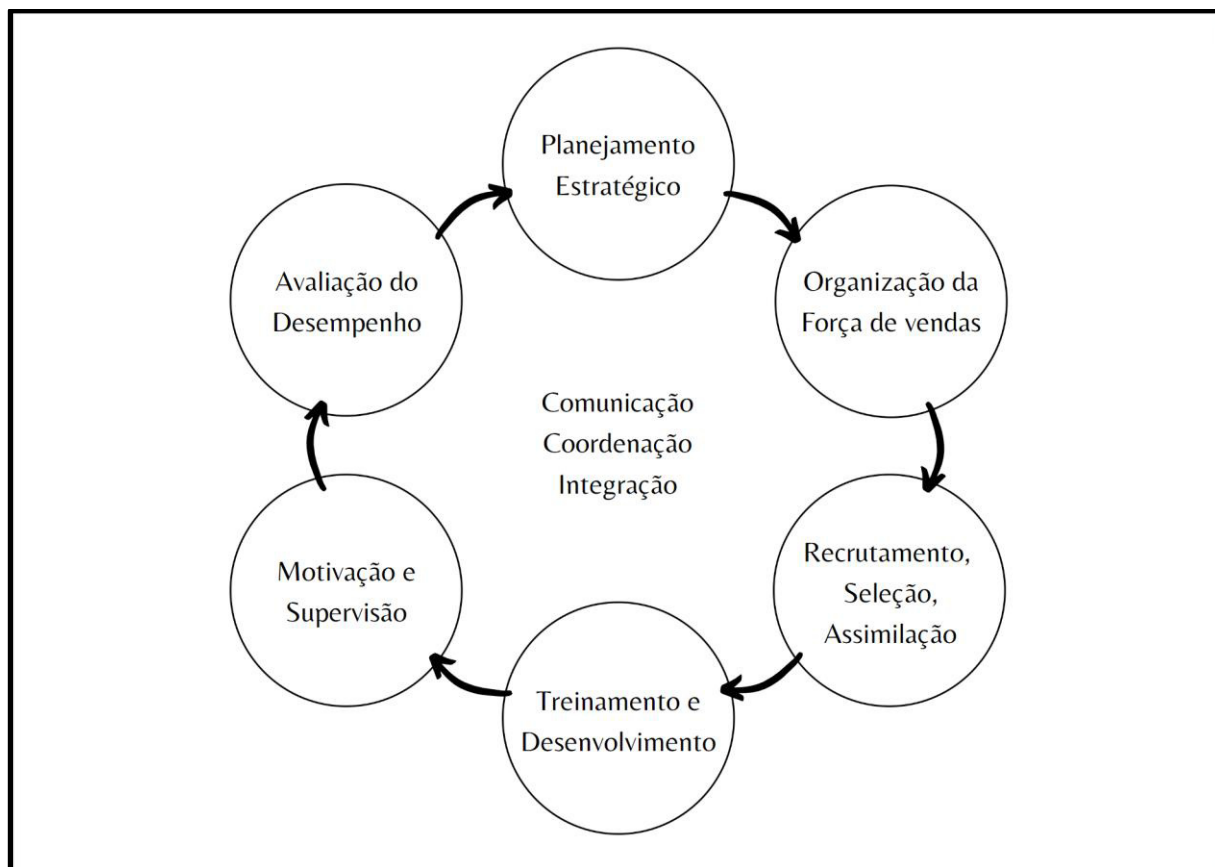 Planejamento
Estratégico
Organização da
Força de vendas
Recrutamento,
Seleção,
Assimilação
Treinamento e
Desenvolvimento
Motivação e
Supervisão
Avaliação do
Desempenho
Comunicação
Coordenação
Integração